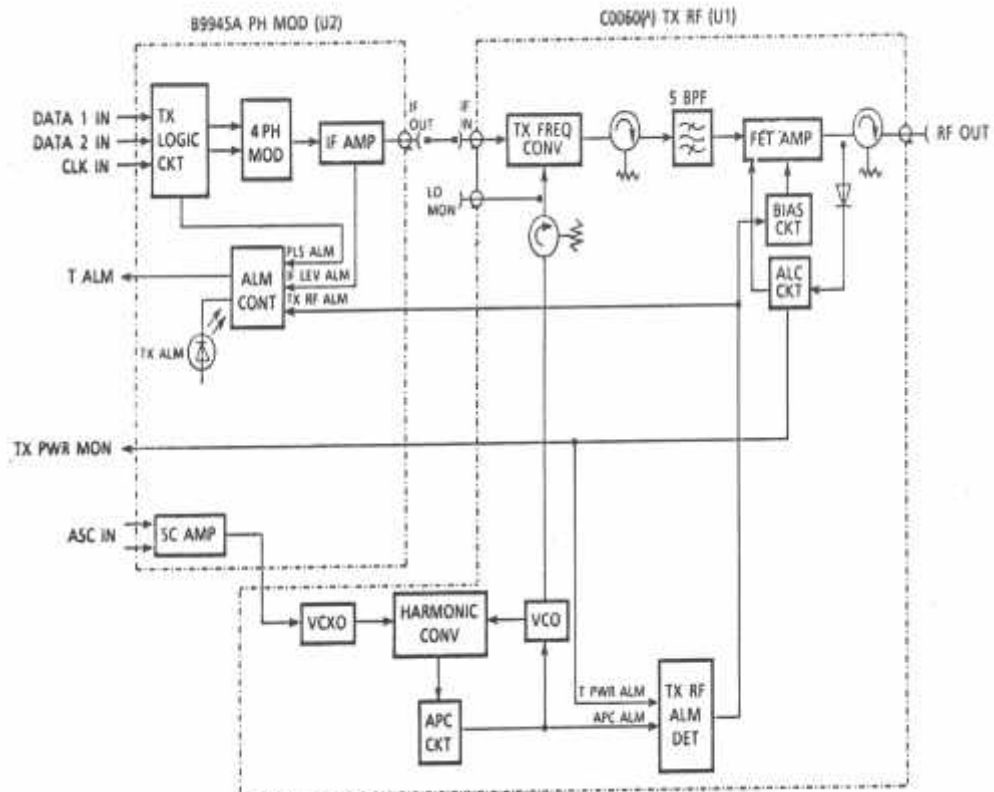 B9945A PH MOD (U2)
C0060(A) TX RF (U1)
DATA 1 IN
DATA 2 IN
CLK IN
TX
LOGIC
CKT
4 PH
MOD
IF AMP
IF
OUT
IF
IN
TX FREQ
CONV
5 BPF
FET AMP
RF OUT
LO
MON
BIAS
CKT
ALC
CKT
PLS ALM
IF LEV ALM
TX RF ALM
T ALM
ALM
CONT
TX ALM
TX PWR MON
ASC IN
SC AMP
VCXO
HARMONIC
CONV
VCO
APC
CKT
T PWR ALM
APC ALM
TX RF
ALM
DET